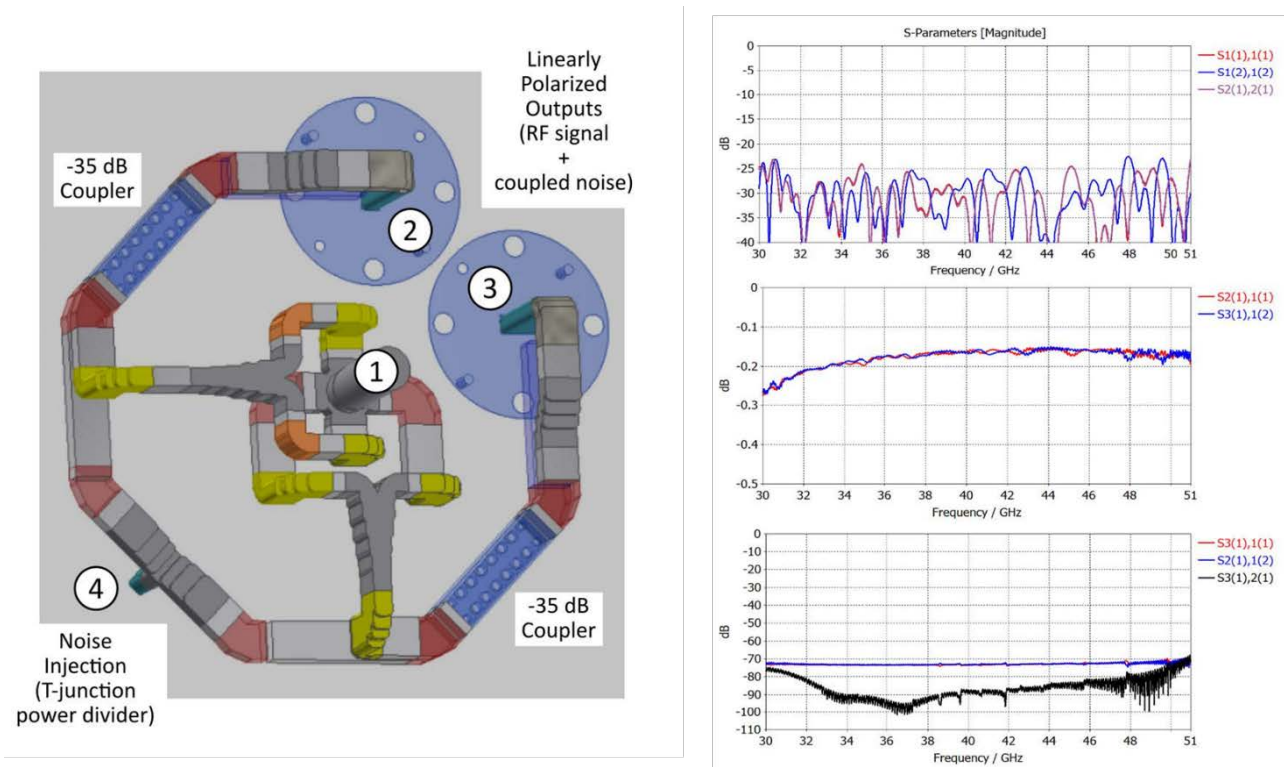 Linearly
Polarized
Outputs
(RF signal
+
coupled noise)
-35 dB
Coupler
2
3
1
4
-35 dB
Coupler
Noise
Injection
(T-junction
power divider)
S-Parameters [Magnitude]
0
-5
-10
-15
-20
-25
-30
-35
-40
dB
30 32 34 36 38 40 42 44 46 48 50 51
Frequency / GHz
S1(1),1(1)
S1(2),1(2)
S2(1),2(1)
0
-0.1
-0.2
-0.3
-0.4
-0.5
dB
30 32 34 36 38 40 42 44 46 48 51
Frequency / GHz
S2(1),1(1)
S3(1),1(2)
0
-10
-20
-30
-40
-50
-60
-70
-80
-90
-100
-110
dB
30 34 36 38 40 42 44 46 48 51
Frequency / GHz
S3(1),1(1)
S2(1),1(2)
S3(1),2(1)